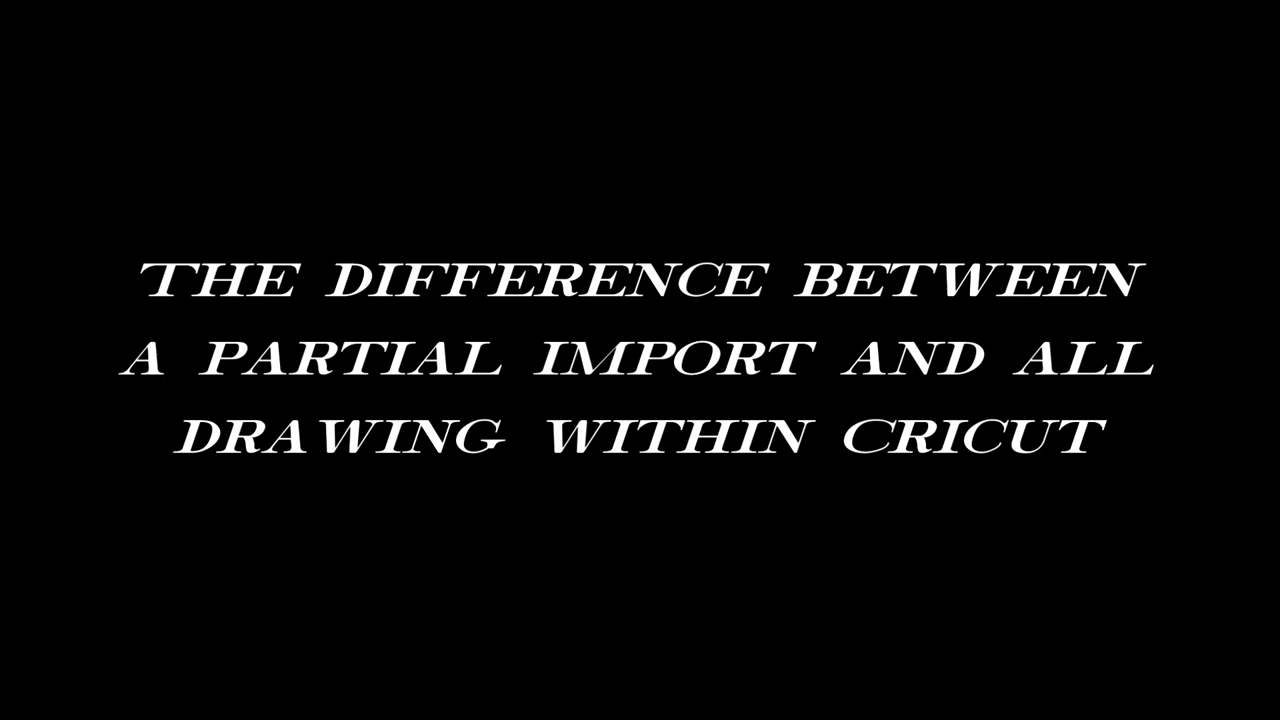 THE DIFFERENCE BETWEEN
A PARTIAL IMPORT AND ALL
DRAWING WITHIN CRICUT